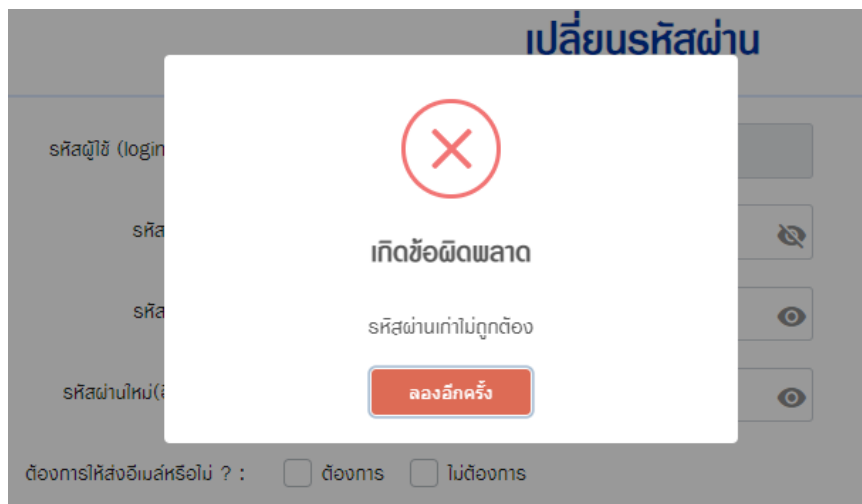 เปลี่ยนรหัสผ่าน
รหัสผู้ใช้ (login
รหัส
รหัส
รหัสผ่านใหม่(
เกิดข้อผิดพลาด
รหัสผ่านเก่าไม่ถูกต้อง
ลองอีกครั้ง
ต้องการให้ส่งอีเมล์หรือไม่ ? : ต้องการ ไม่ต้องการ